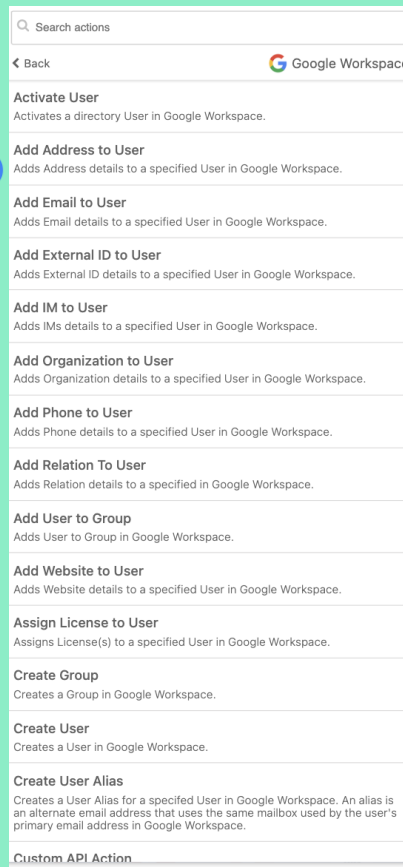 Search actions
Back
Google Workspac
Activate User
Activates a directory User in Google Workspace.
Add Address to User
Adds Address details to a specified User in Google Workspace.
Add Email to User
Adds Email details to a specified User in Google Workspace.
Add External ID to User
Adds External ID details to a specified User in Google Workspace.
Add IM to User
Adds IMs details to a specified User in Google Workspace.
Add Organization to User
Adds Organization details to a specified User in Google Workspace.
Add Phone to User
Adds Phone details to a specified User in Google Workspace.
Add Relation To User
Adds Relation details to a specified in Google Workspace.
Add User to Group
Adds User to Group in Google Workspace.
Add Website to User
Adds Website details to a specified User in Google Workspace.
Assign License to User
Assigns License(s) to a specified User in Google Workspace.
Create Group
Creates a Group in Google Workspace.
Create User
Creates a User in Google Workspace.
Create User Alias
Creates a User Alias for a specifed User in Google Workspace. An alias is
an alternate email address that uses the same mailbox used by the user's
primary email address in Google Workspace.
Custom API Action